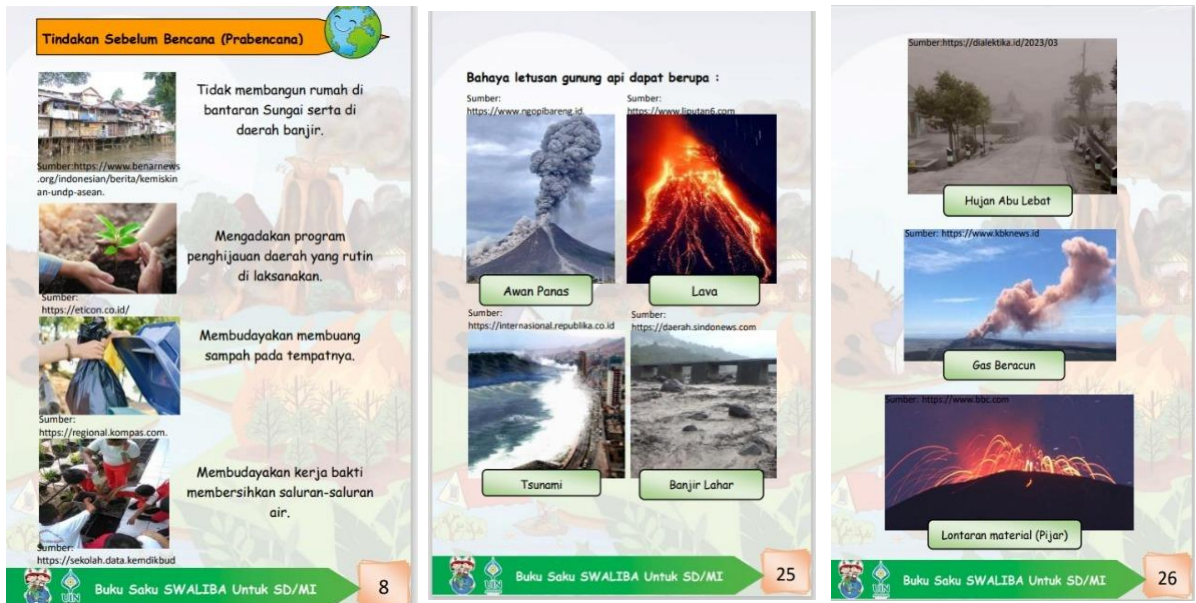 Tindakan Sebelum Bencana (Prabencana)
Tidak membangun rumah di
bantaran Sungai serta di
daerah banjir.
Sumber:https://www.benarnews
.org/indonesian/berita/kemiskin
an-undp-asean.
Mengadakan program
penghijauan daerah yang rutin
di laksanakan.
Sumber:
https://eticon.co.id/
Membudayakan membuang
sampah pada tempatnya.
Sumber:
https://regional.kompas.com.
Membudayakan kerja bakti
membersihkan saluran-saluran
air.
Sumber:
https://sekolah.data.kemdikbud
UIN
Buku Saku SWALIBA Untuk SD/MI
8
Bahaya letusan gunung api dapat berupa :
Sumber:
https://www.ngopibareng.id.
Sumber:
https://www.liputan6.com
Awan Panas
Lava
Sumber:
https://internasional.republika.co.id
Sumber:
https://daerah.sindonews.com
Tsunami
Banjir Lahar
UIN
Buku Saku SWALIBA Untuk SD/MI
25
Sumber:https://dialektika.id/2023/03
Hujan Abu Lebat
Sumber: https://www.kbknews.id
Gas Beracun
Sumber: https://www.bbc.com
Lontaran material (Pijar)
UIN
Buku Saku SWALIBA Untuk SD/MI
26